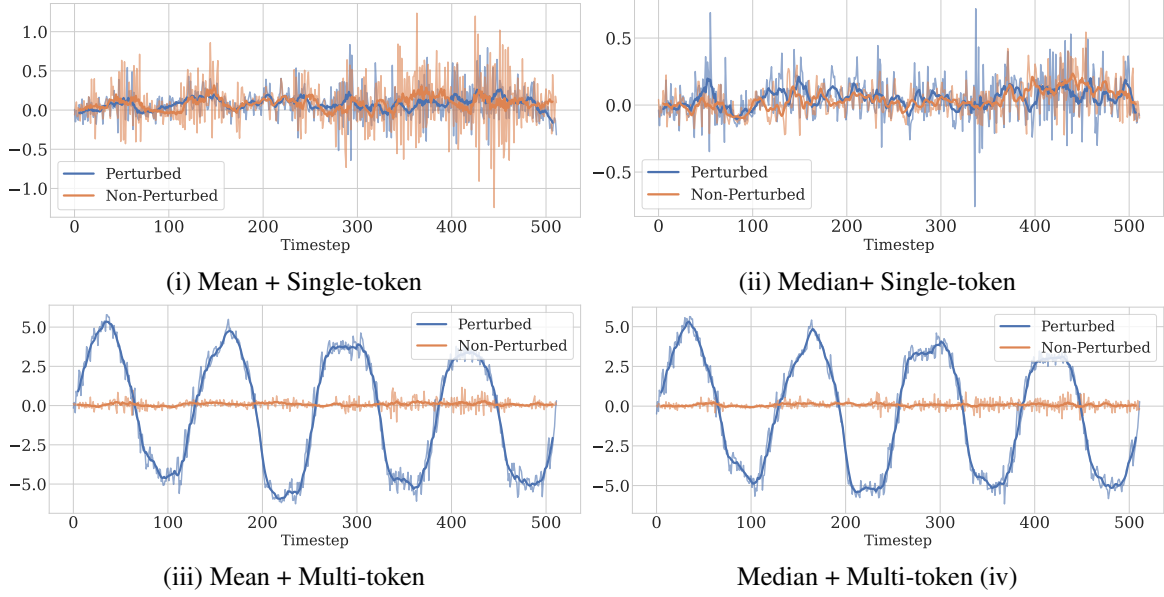 1.0
0.5
0.0
−0.5
−1.0
Perturbed
Non-Perturbed
0 100 200 300 400 500
Timestep
(i) Mean + Single-token
0.5
0.0
−0.5
Perturbed
Non-Perturbed
0 100 200 300 400 500
Timestep
(ii) Median+ Single-token
5.0
2.5
0.0
−2.5
−5.0
Perturbed
Non-Perturbed
0 100 200 300 400 500
Timestep
(iii) Mean + Multi-token
5.0
2.5
0.0
−2.5
−5.0
Perturbed
Non-Perturbed
0 100 200 300 400 500
Timestep
Median + Multi-token (iv)